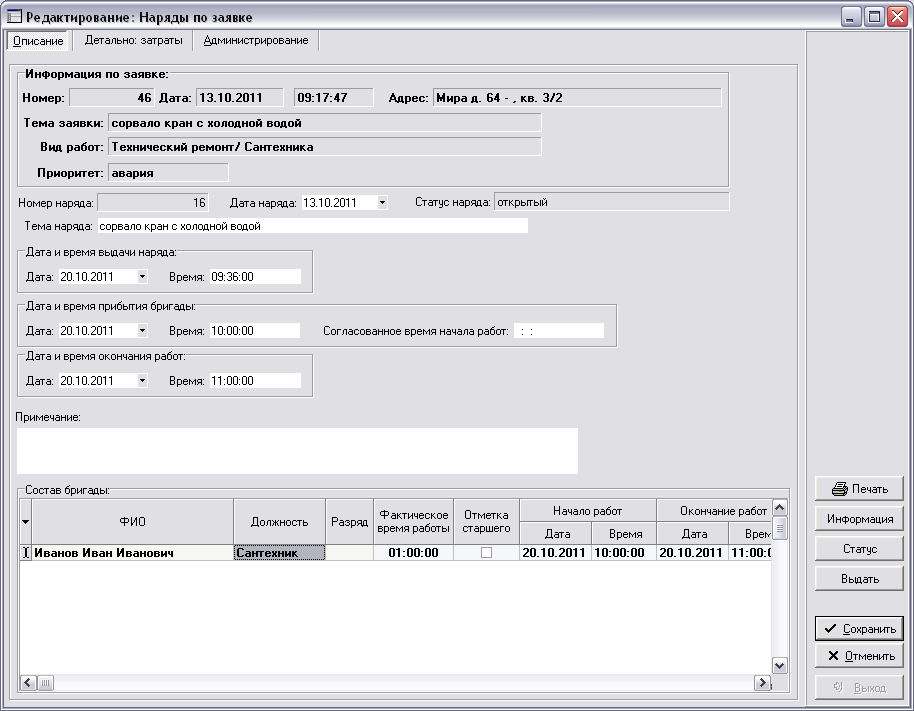 Редактирование: Наряды по заявке
Описание Детально: затраты Администрирование
Информация по заявке:
Номер: 46 Дата: 13.10.2011 09:17:47 Адрес: Мира д. 64 - , кв. 3/2
Тема заявки: сорвало кран с холодной водой
Вид работ: Технический ремонт/ Сантехника
Приоритет: авария
Номер наряда: 16 Дата наряда: 13.10.2011 Статус наряда: открытый
Тема наряда: сорвало кран с холодной водой
Дата и время выдачи наряда:
Дата: 20.10.2011 Время: 09:36:00
Дата и время прибытия бригады:
Дата: 20.10.2011 Время: 10:00:00 Согласованное время начала работ: : :
Дата и время окончания работ:
Дата: 20.10.2011 Время: 11:00:00
Примечание:
Состав бригады:
ФИО Должность Разряд Фактическое время работы Отметка старшего Начало работ Окончание работ
Дата Время Дата Врем
Иванов Иван Иванович Сантехник 01:00:00 20.10.2011 10:00:00 20.10.2011 11:00:0
Печать
Информация
Статус
Выдать
Сохранить
Отменить
Выход